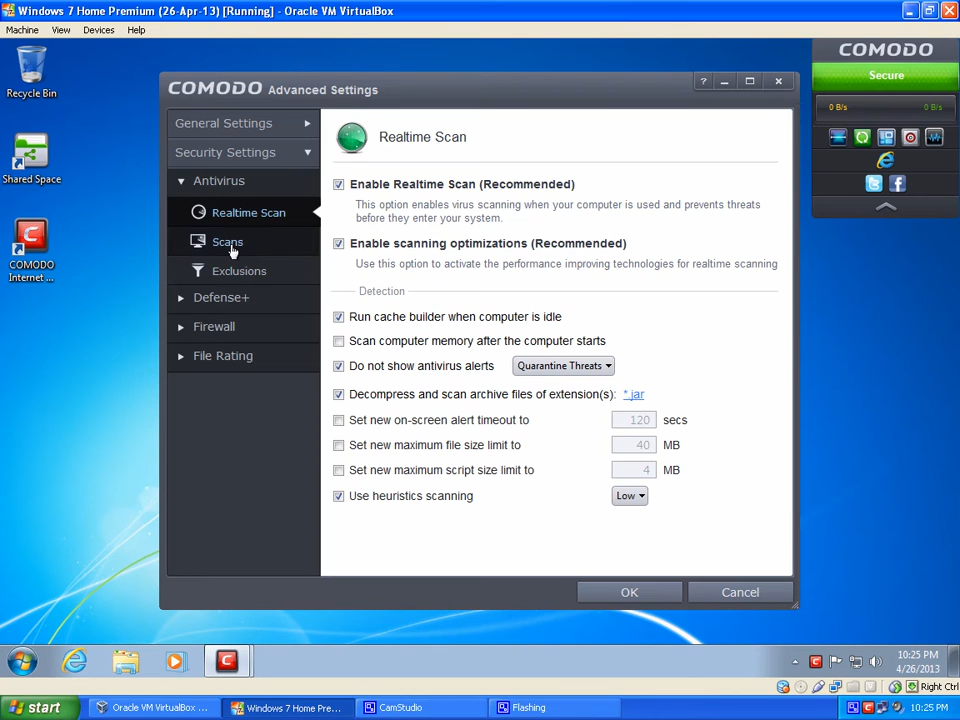 Windows 7 Home Premium (26-Apr-13) [Running] - Oracle VM VirtualBox
Machine View Devices Help
Recycle Bin
Shared Space
COMODO
Internet ...
COMODO Advanced Settings
?
General Settings
Security Settings
Antivirus
Realtime Scan
Scans
Exclusions
Defense+
Firewall
File Rating
Realtime Scan
Enable Realtime Scan (Recommended)
This option enables virus scanning when your computer is used and prevents threats
before they enter your system.
Enable scanning optimizations (Recommended)
Use this option to activate the performance improving technologies for realtime scanning
Detection
Run cache builder when computer is idle
Scan computer memory after the computer starts
Do not show antivirus alerts Quarantine Threats
Decompress and scan archive files of extension(s): *.jar
Set new on-screen alert timeout to 120 secs
Set new maximum file size limit to 40 MB
Set new maximum script size limit to 4 MB
Use heuristics scanning Low
OK Cancel
COMODO
Secure
0 B/s 0 B/s
10:25 PM
4/26/2013
Right Ctrl
start Oracle VM VirtualBox ... Windows 7 Home Pre... CamStudio Flashing 10:25 PM